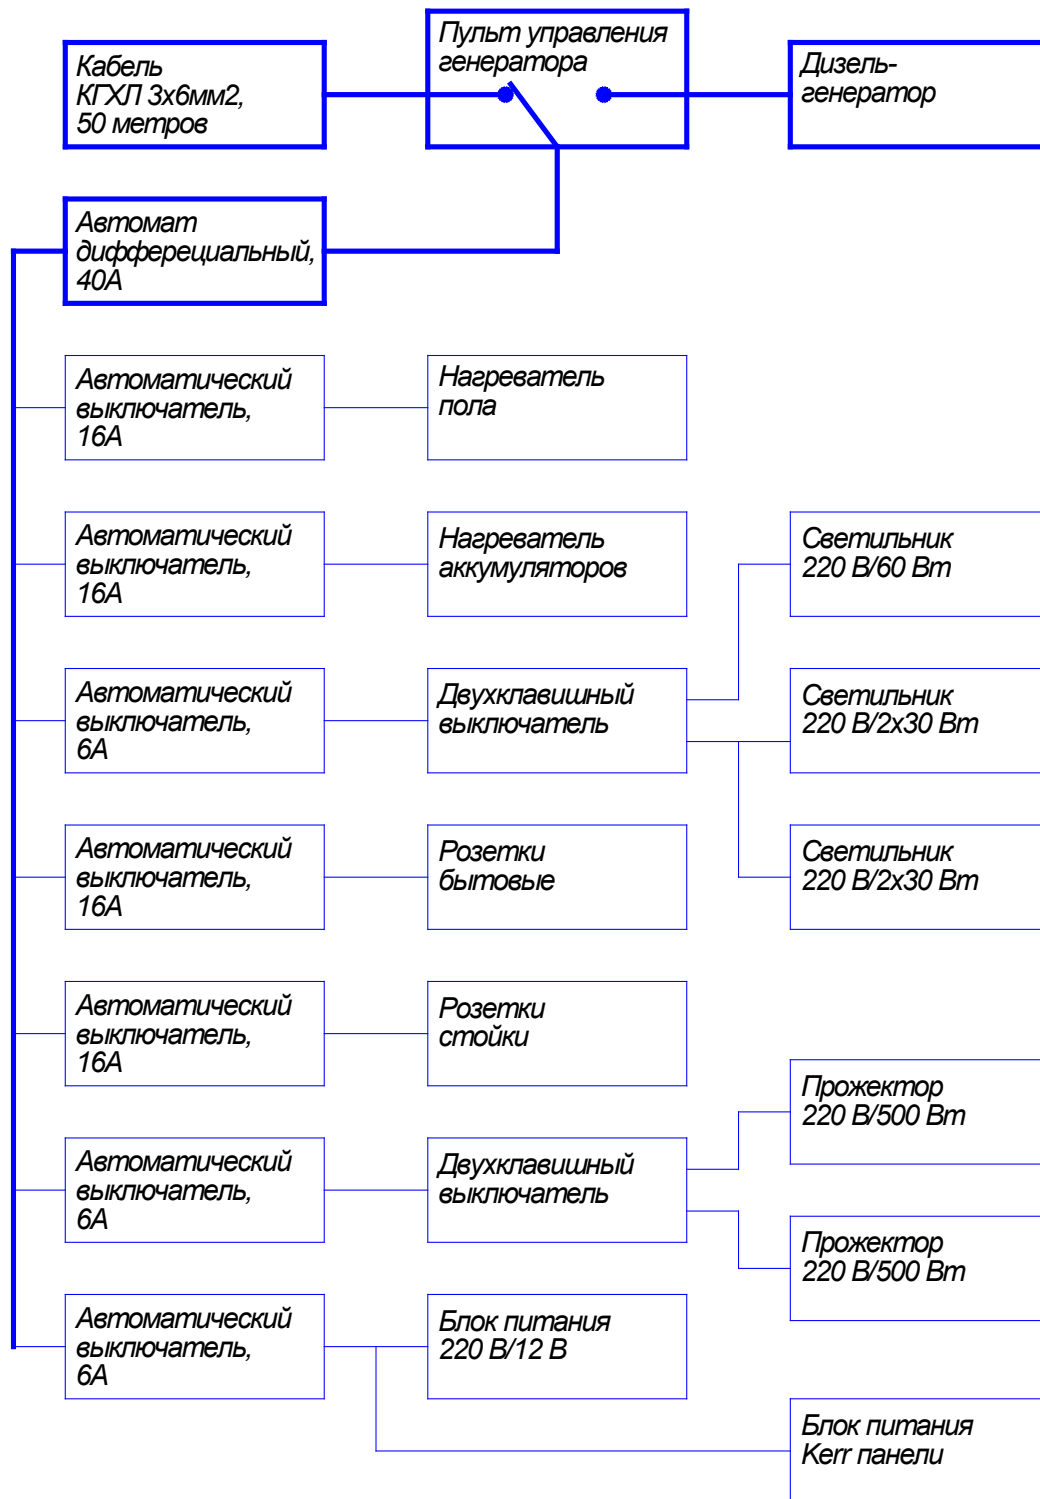 Кабель
КГХЛ 3х6мм2,
50 метров
Пульт управления
генератора
Дизель-
генератор
Автомат
дифферециальный,
40А
Автоматический
выключатель,
16А
Нагреватель
пола
Автоматический
выключатель,
16А
Нагреватель
аккумуляторов
Светильник
220 В/60 Вт
Автоматический
выключатель,
6А
Двухклавишный
выключатель
Светильник
220 В/2х30 Вт
Автоматический
выключатель,
16А
Розетки
бытовые
Светильник
220 В/2х30 Вт
Автоматический
выключатель,
16А
Розетки
стойки
Прожектор
220 В/500 Вт
Автоматический
выключатель,
6А
Двухклавишный
выключатель
Прожектор
220 В/500 Вт
Автоматический
выключатель,
6А
Блок питания
220 В/12 В
Блок питания
Kerr панели